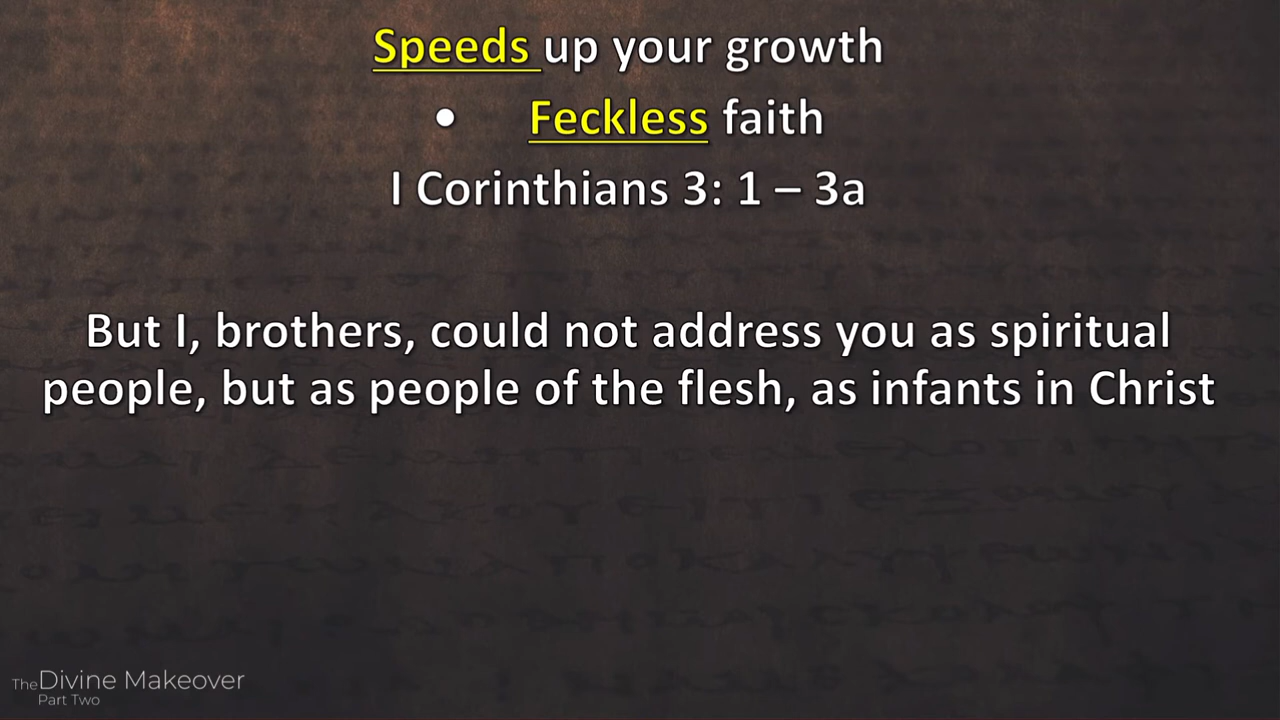 Speeds up your growth
• Feckless faith
I Corinthians 3: 1 – 3a
But I, brothers, could not address you as spiritual
people, but as people of the flesh, as infants in Christ
The Divine Makeover
Part Two